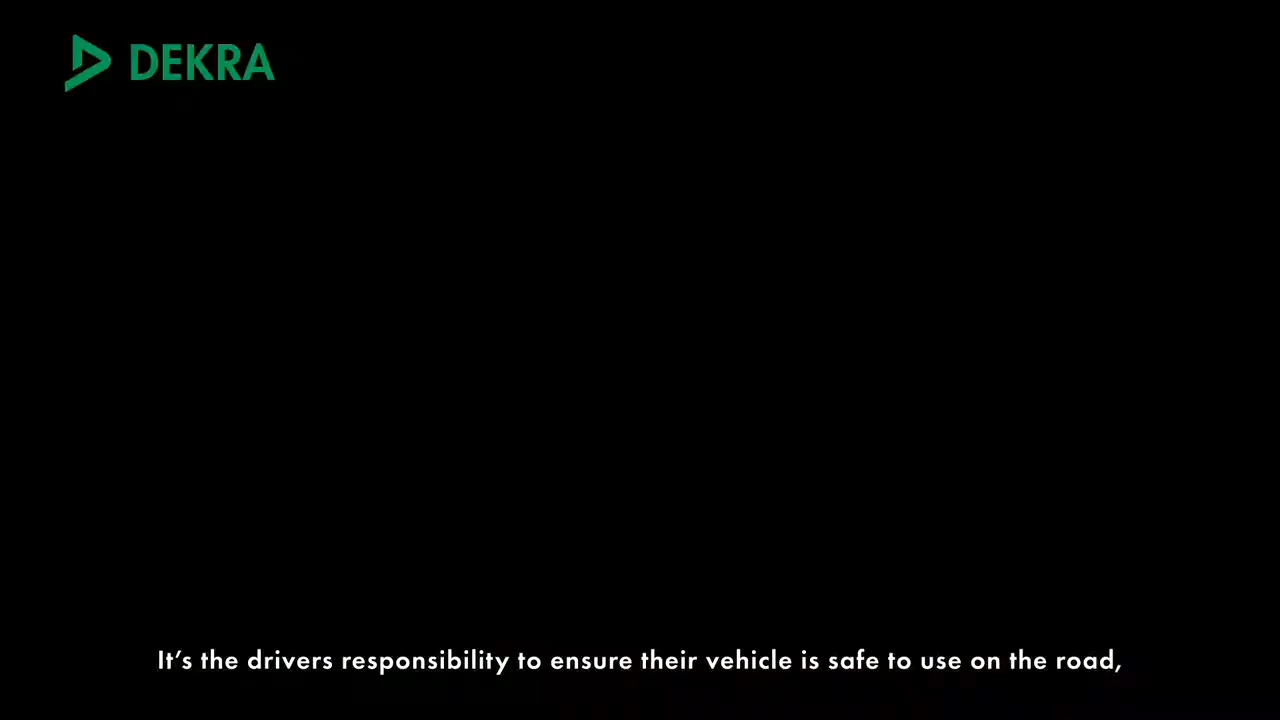 DEKRA
It’s the drivers responsibility to ensure their vehicle is safe to use on the road,